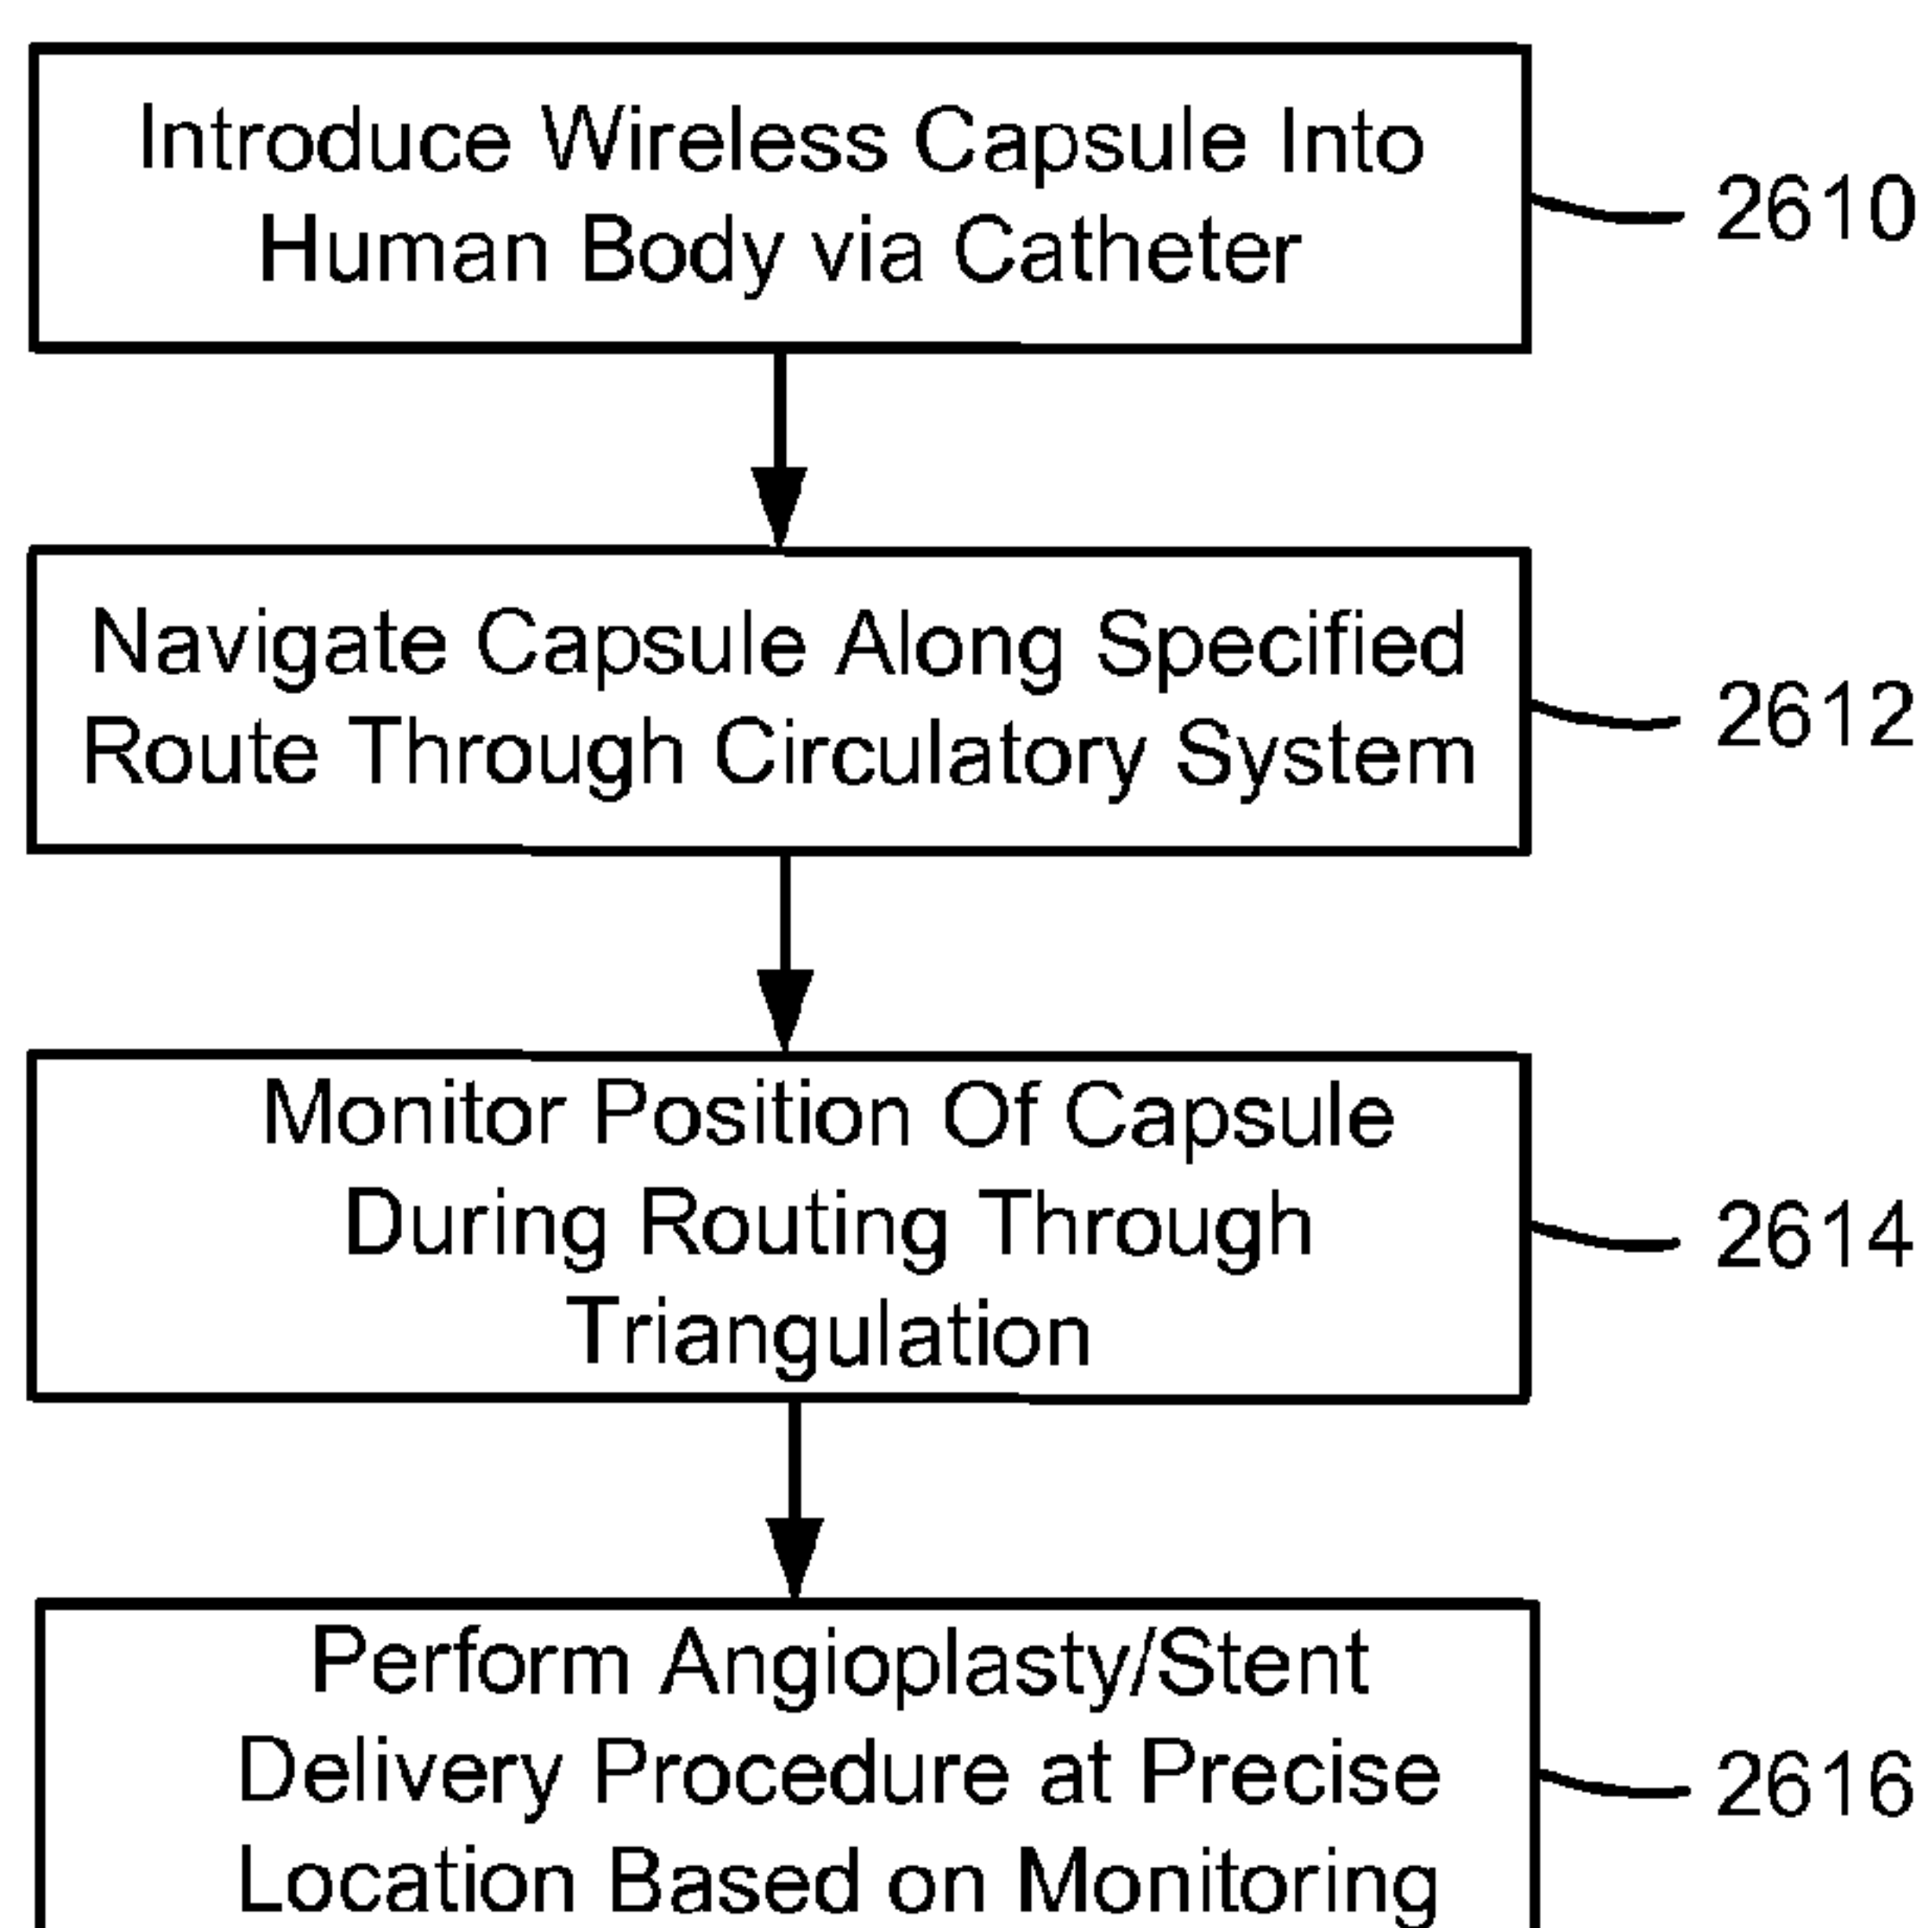 Introduce Wireless Capsule Into
Human Body via Catheter
2610
Navigate Capsule Along Specified
Route Through Circulatory System
2612
Monitor Position Of Capsule
During Routing Through
Triangulation
2614
Perform Angioplasty/Stent
Delivery Procedure at Precise
Location Based on Monitoring
2616